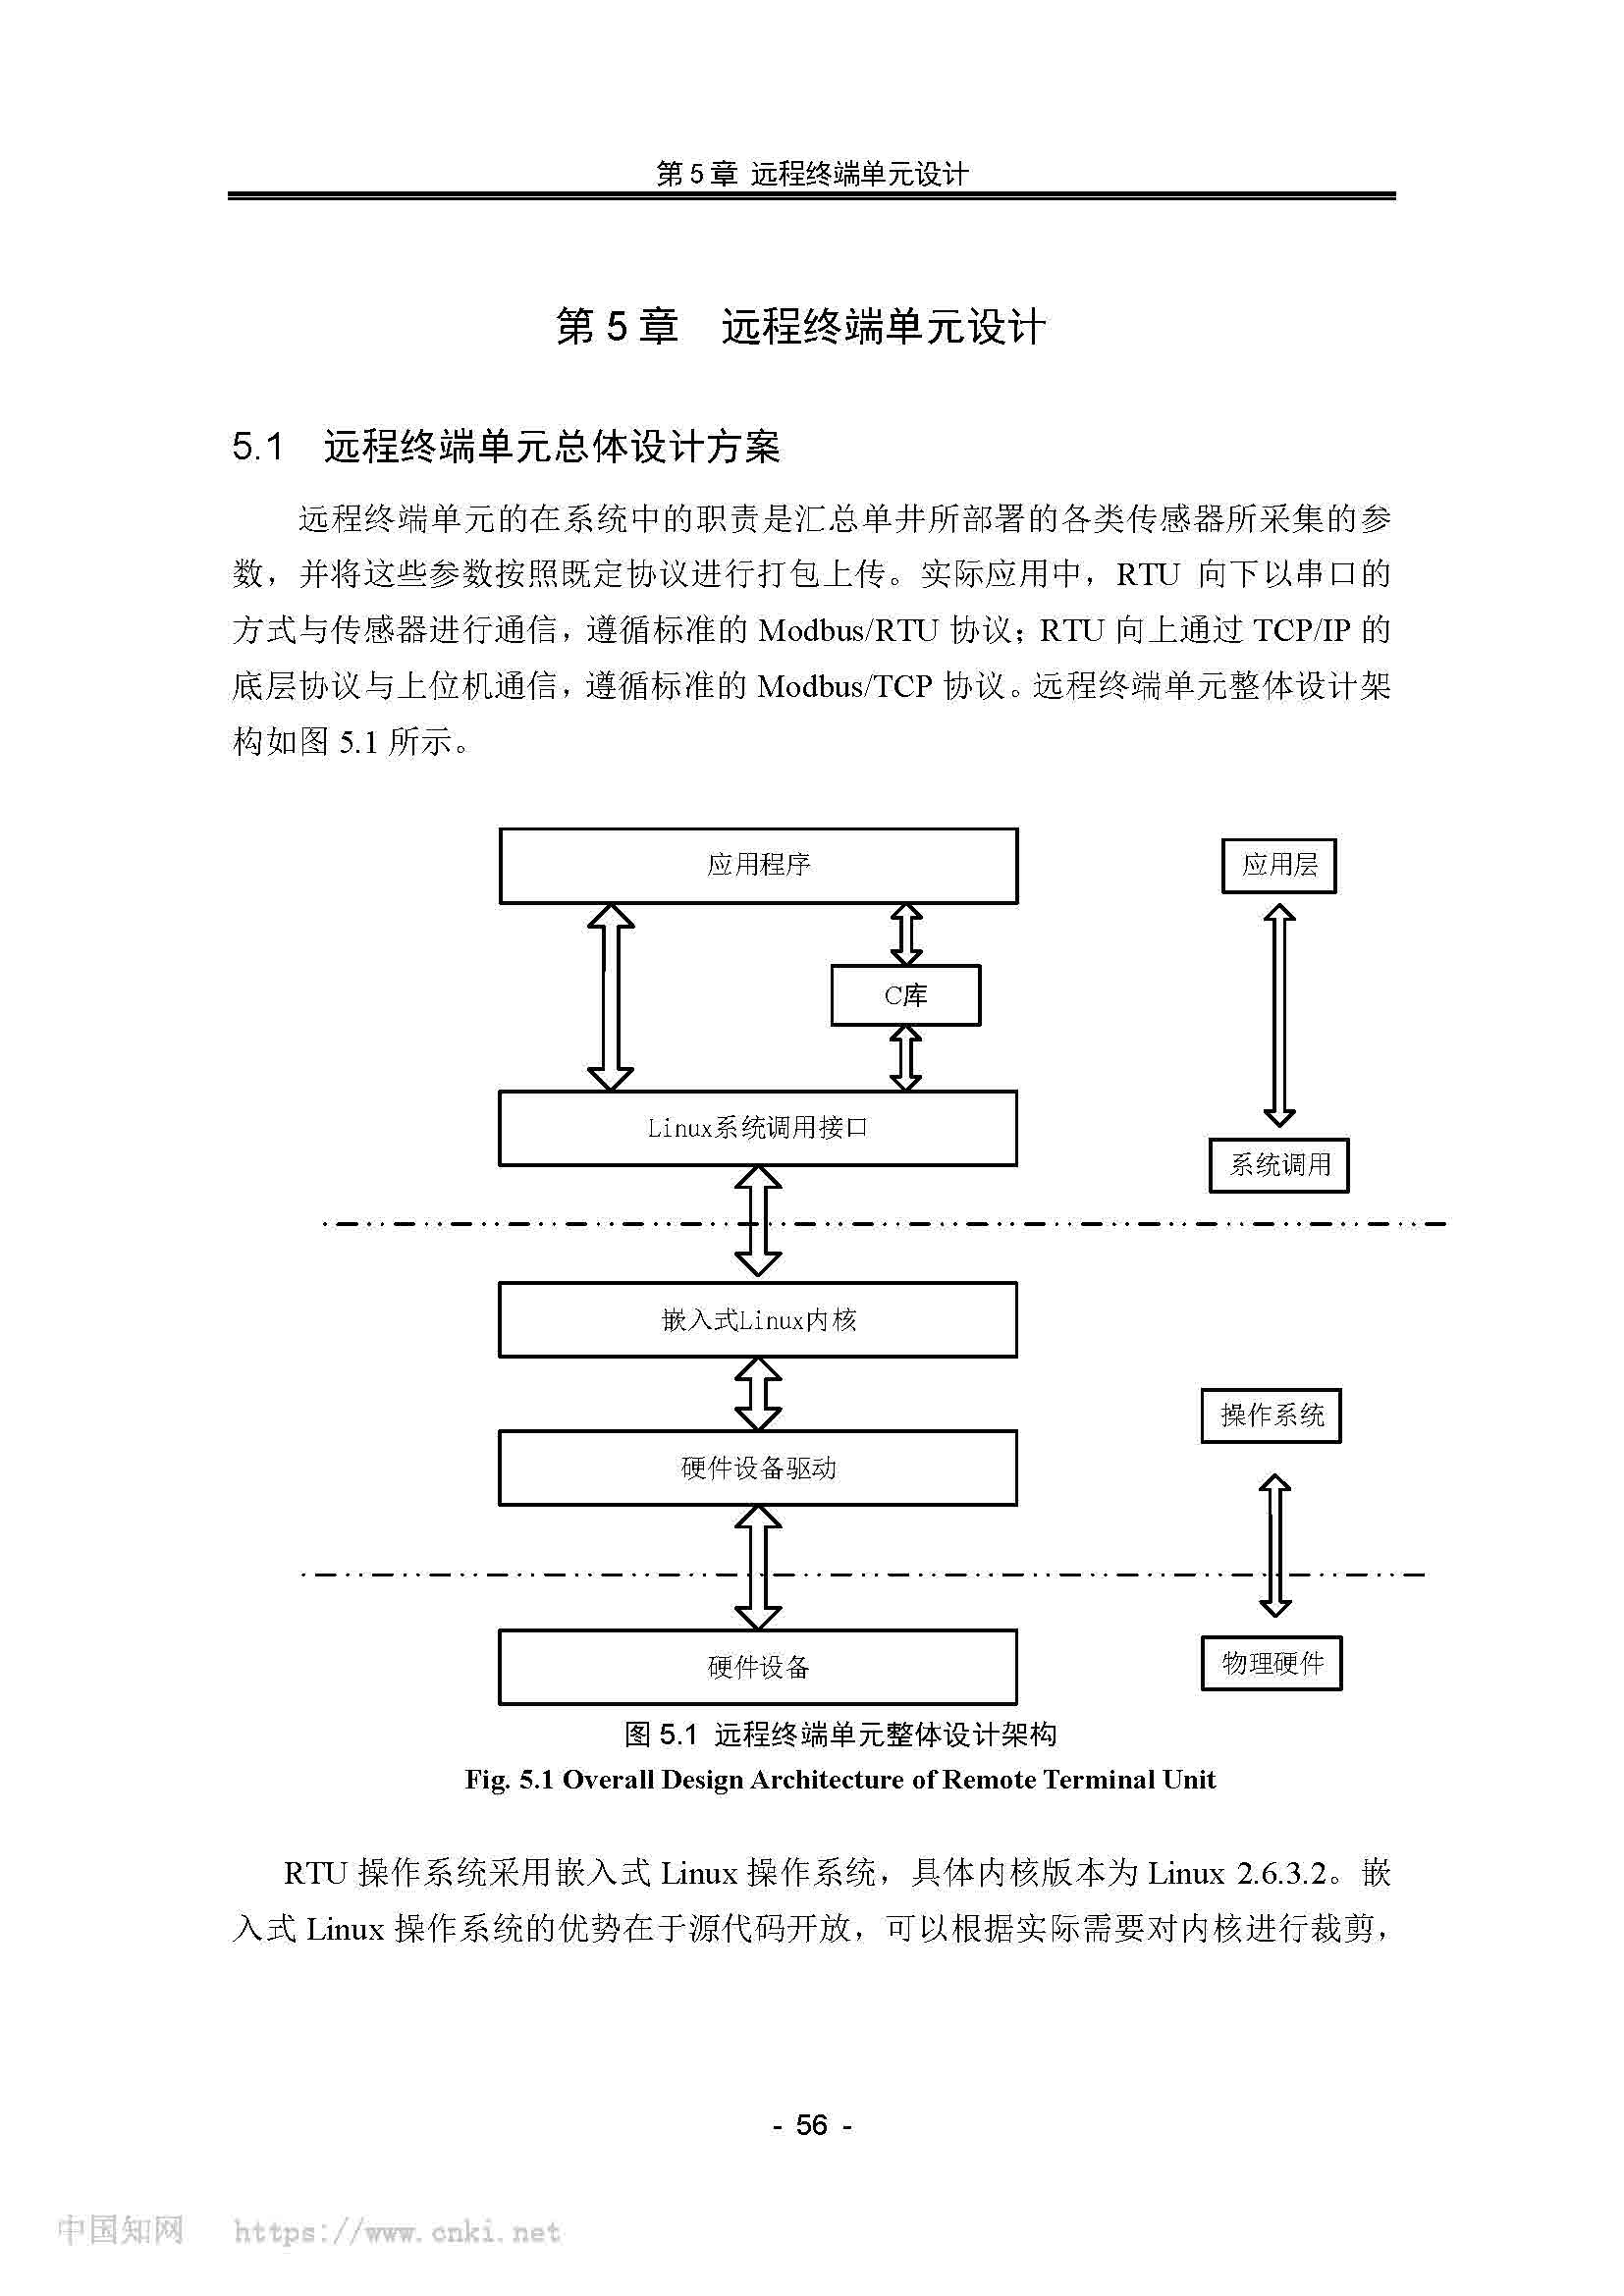 第 5 章 远程终端单元设计
第 5 章 远程终端单元设计
5.1 远程终端单元总体设计方案
远程终端单元的在系统中的职责是汇总单井所部署的各类传感器所采集的参
数，并将这些参数按照既定协议进行打包上传。实际应用中，RTU 向下以串口的
方式与传感器进行通信，遵循标准的 Modbus/RTU 协议；RTU 向上通过 TCP/IP 的
底层协议与上位机通信，遵循标准的 Modbus/TCP 协议。远程终端单元整体设计架
构如图 5.1 所示。
应用程序
应用层
C库
Linux系统调用接口
系统调用
嵌入式Linux内核
操作系统
硬件设备驱动
硬件设备
物理硬件
图 5.1 远程终端单元整体设计架构
Fig. 5.1 Overall Design Architecture of Remote Terminal Unit
RTU 操作系统采用嵌入式 Linux 操作系统，具体内核版本为 Linux 2.6.3.2。嵌
入式 Linux 操作系统的优势在于源代码开放，可以根据实际需要对内核进行裁剪，
- 56 -
中国知网 https://www.cnki.net